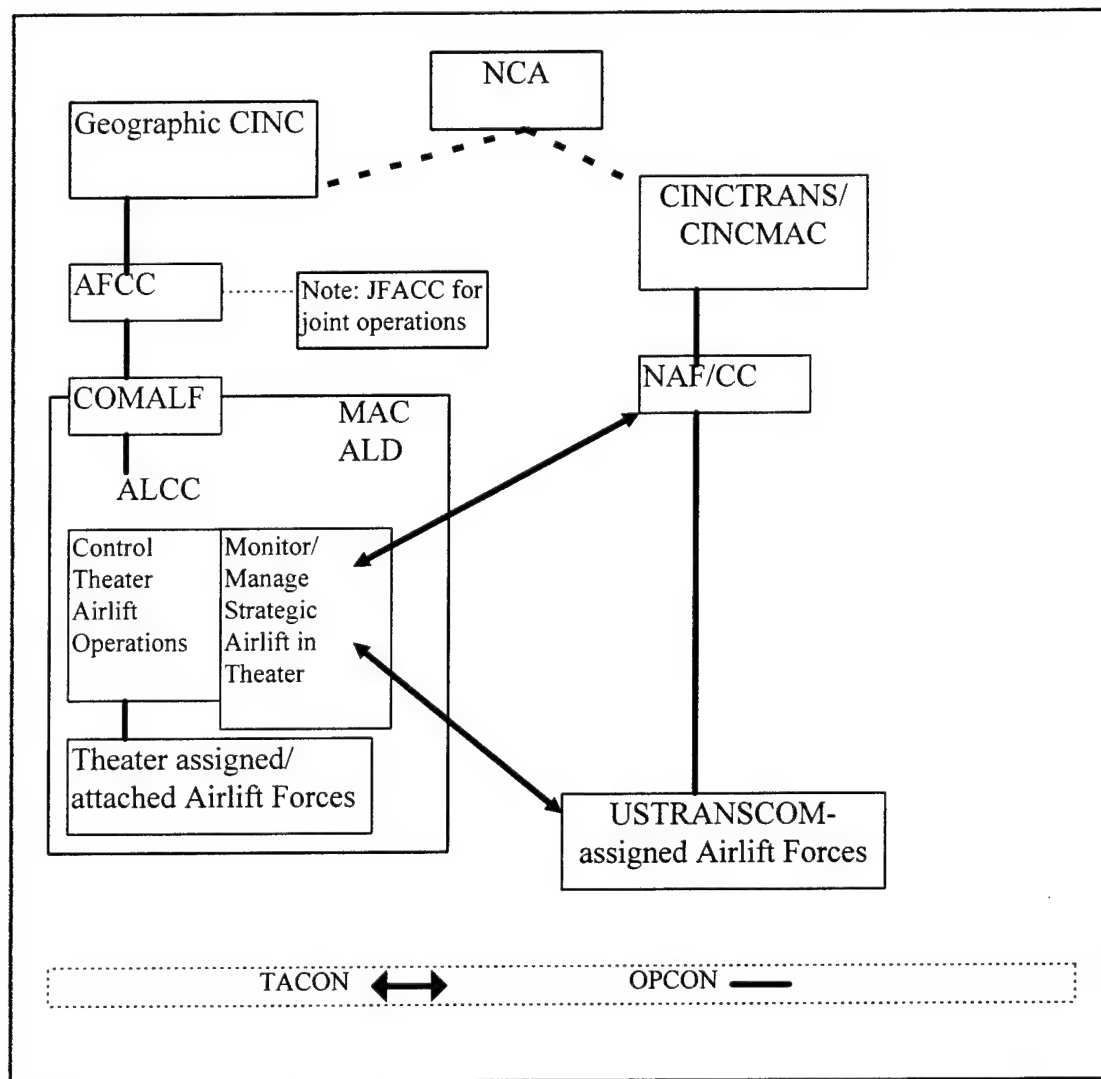 NCA
Geographic CINC
CINCTRANS/
CINCMAC
AFCC
Note: JFACC for
joint operations
NAF/CC
COMALF
MAC
ALD
ALCC
Control
Theater
Airlift
Operations
Monitor/
Manage
Strategic
Airlift in
Theater
Theater assigned/
attached Airlift Forces
USTRANSCOM-
assigned Airlift Forces
TACON
OPCON